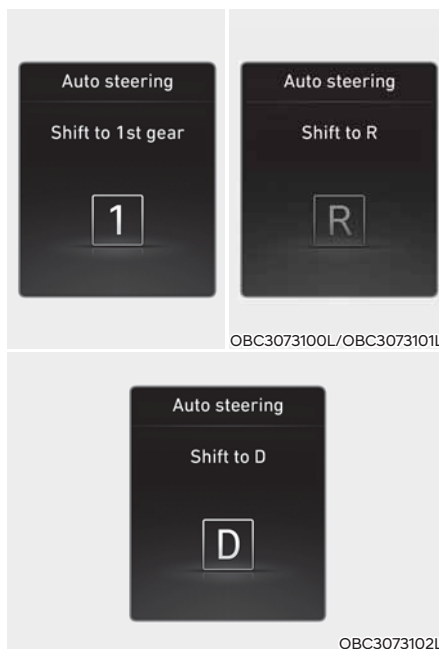 Auto steering
Shift to 1st gear
1
Auto steering
Shift to R
R
OBC3073100L/OBC3073101L
Auto steering
Shift to D
D
OBC3073102L